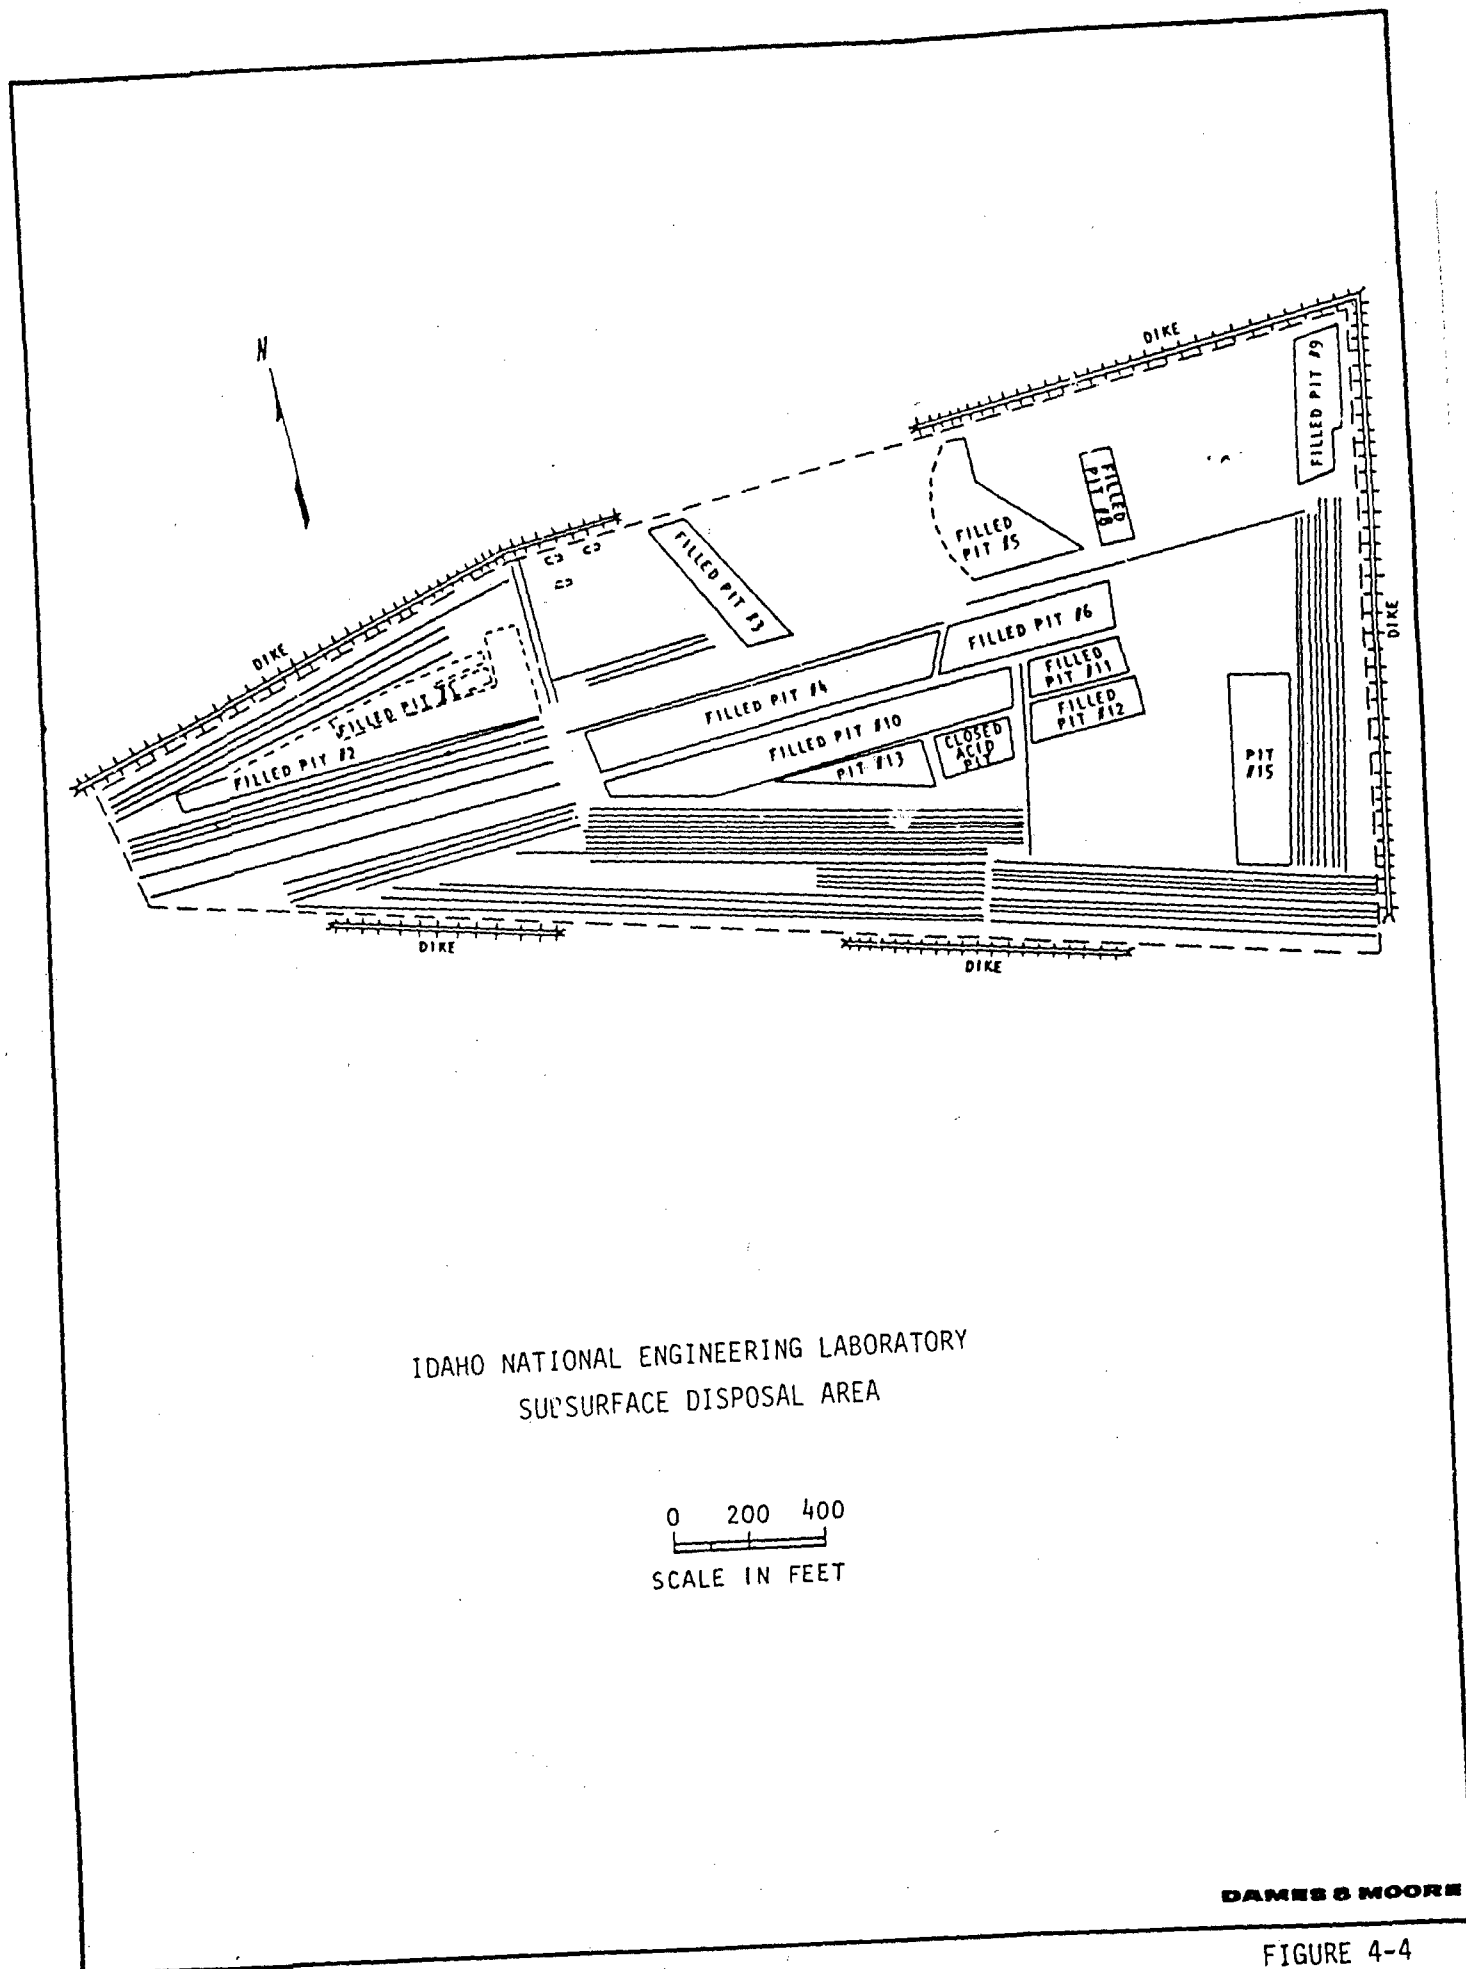 N
DIKE
FILLED PIT #9
FILLED
PIT #8
FILLED
PIT #5
FILLED PIT #3
DIKE
DIKE
FILLED PIT #6
FILLED
PIT #11
FILLED
PIT #12
FILLED PIT #4
FILLED PIT #1
FILLED PIT #10
FILLED PIT #2
CLOSED
ACID
PIT
PIT #13
PIT
#15
DIKE
DIKE
IDAHO NATIONAL ENGINEERING LABORATORY
SUBSURFACE DISPOSAL AREA
0 200 400
SCALE IN FEET
DAMES & MOORE
FIGURE 4-4